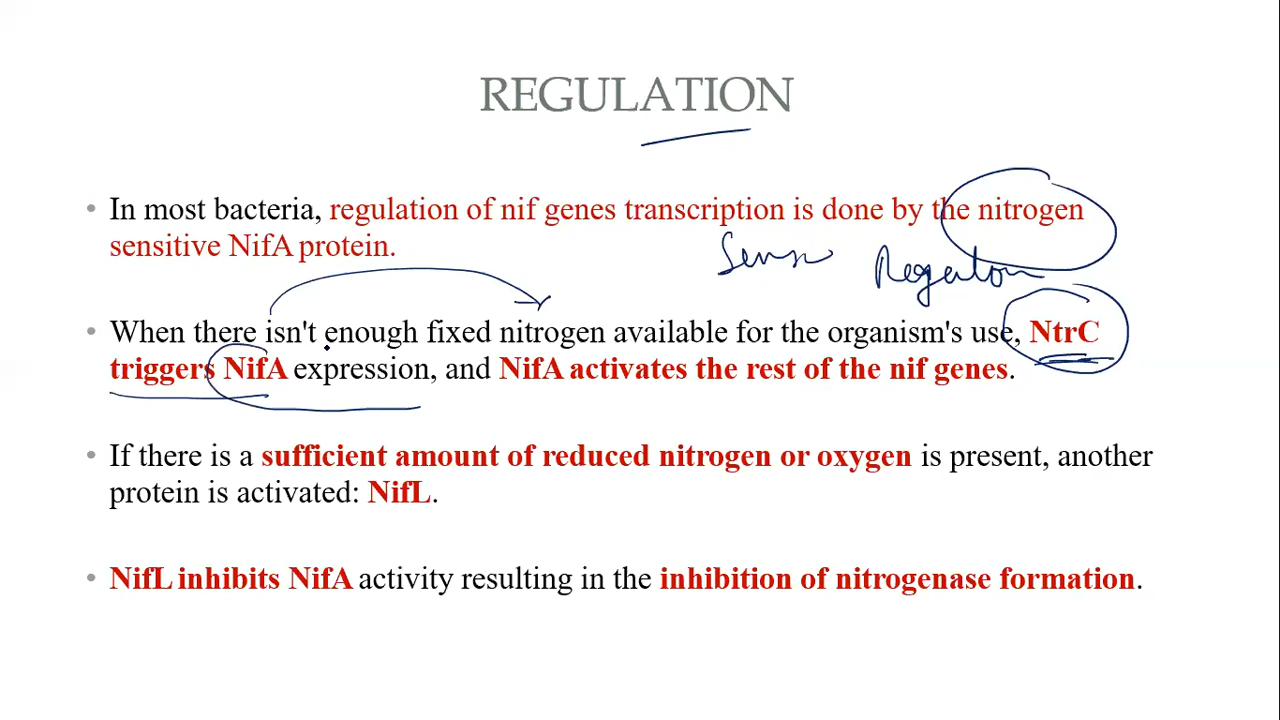 REGULATION
• In most bacteria, regulation of nif genes transcription is done by the nitrogen
sensitive NifA protein.
Sensr Regulaton
• When there isn't enough fixed nitrogen available for the organism's use, NtrC
triggers NifA expression, and NifA activates the rest of the nif genes.
• If there is a sufficient amount of reduced nitrogen or oxygen is present, another
protein is activated: NifL.
• NifL inhibits NifA activity resulting in the inhibition of nitrogenase formation.